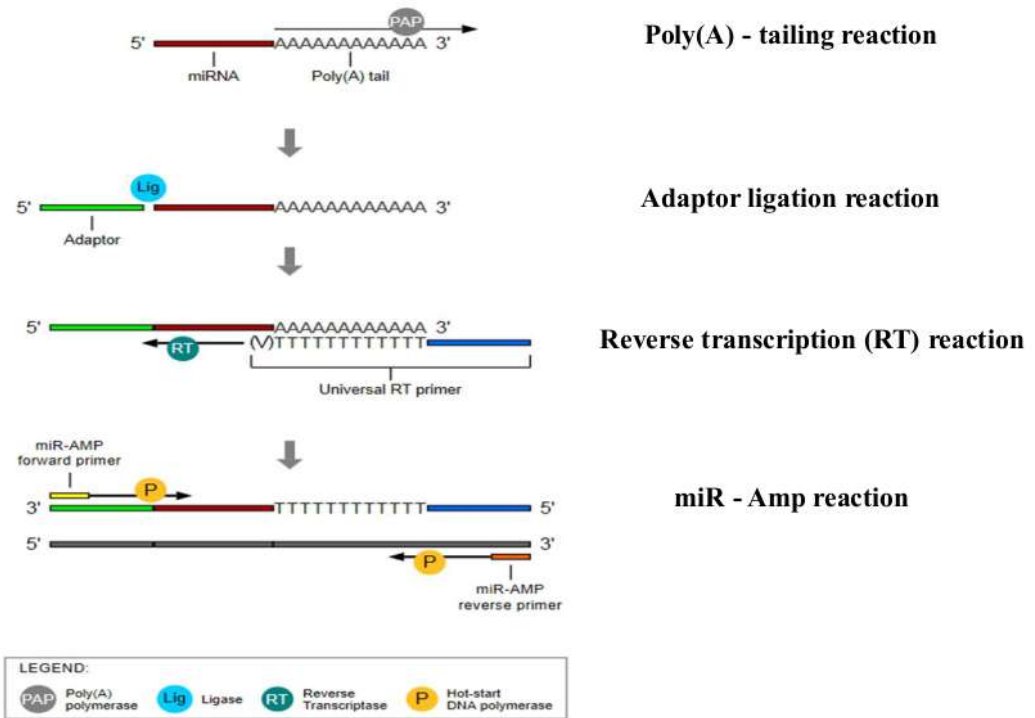 PAP
Poly(A) - tailing reaction
5' AAAAAAAAAAAA 3'
miRNA Poly(A) tail
Lig
Adaptor ligation reaction
5' AAAAAAAAAAAA 3'
Adaptor
5' AAAAAAAAAAAA 3'
Reverse transcription (RT) reaction
RT (V)TTTTTTTTTTTT
Universal RT primer
miR-AMP
forward primer
P
miR - Amp reaction
3' TTTTTTTTTTTT 5'
5' 3'
P
miR-AMP
reverse primer
LEGEND:
PAP Poly(A)
polymerase
Lig Ligase
RT Reverse
Transcriptase
P Hot-start
DNA polymerase